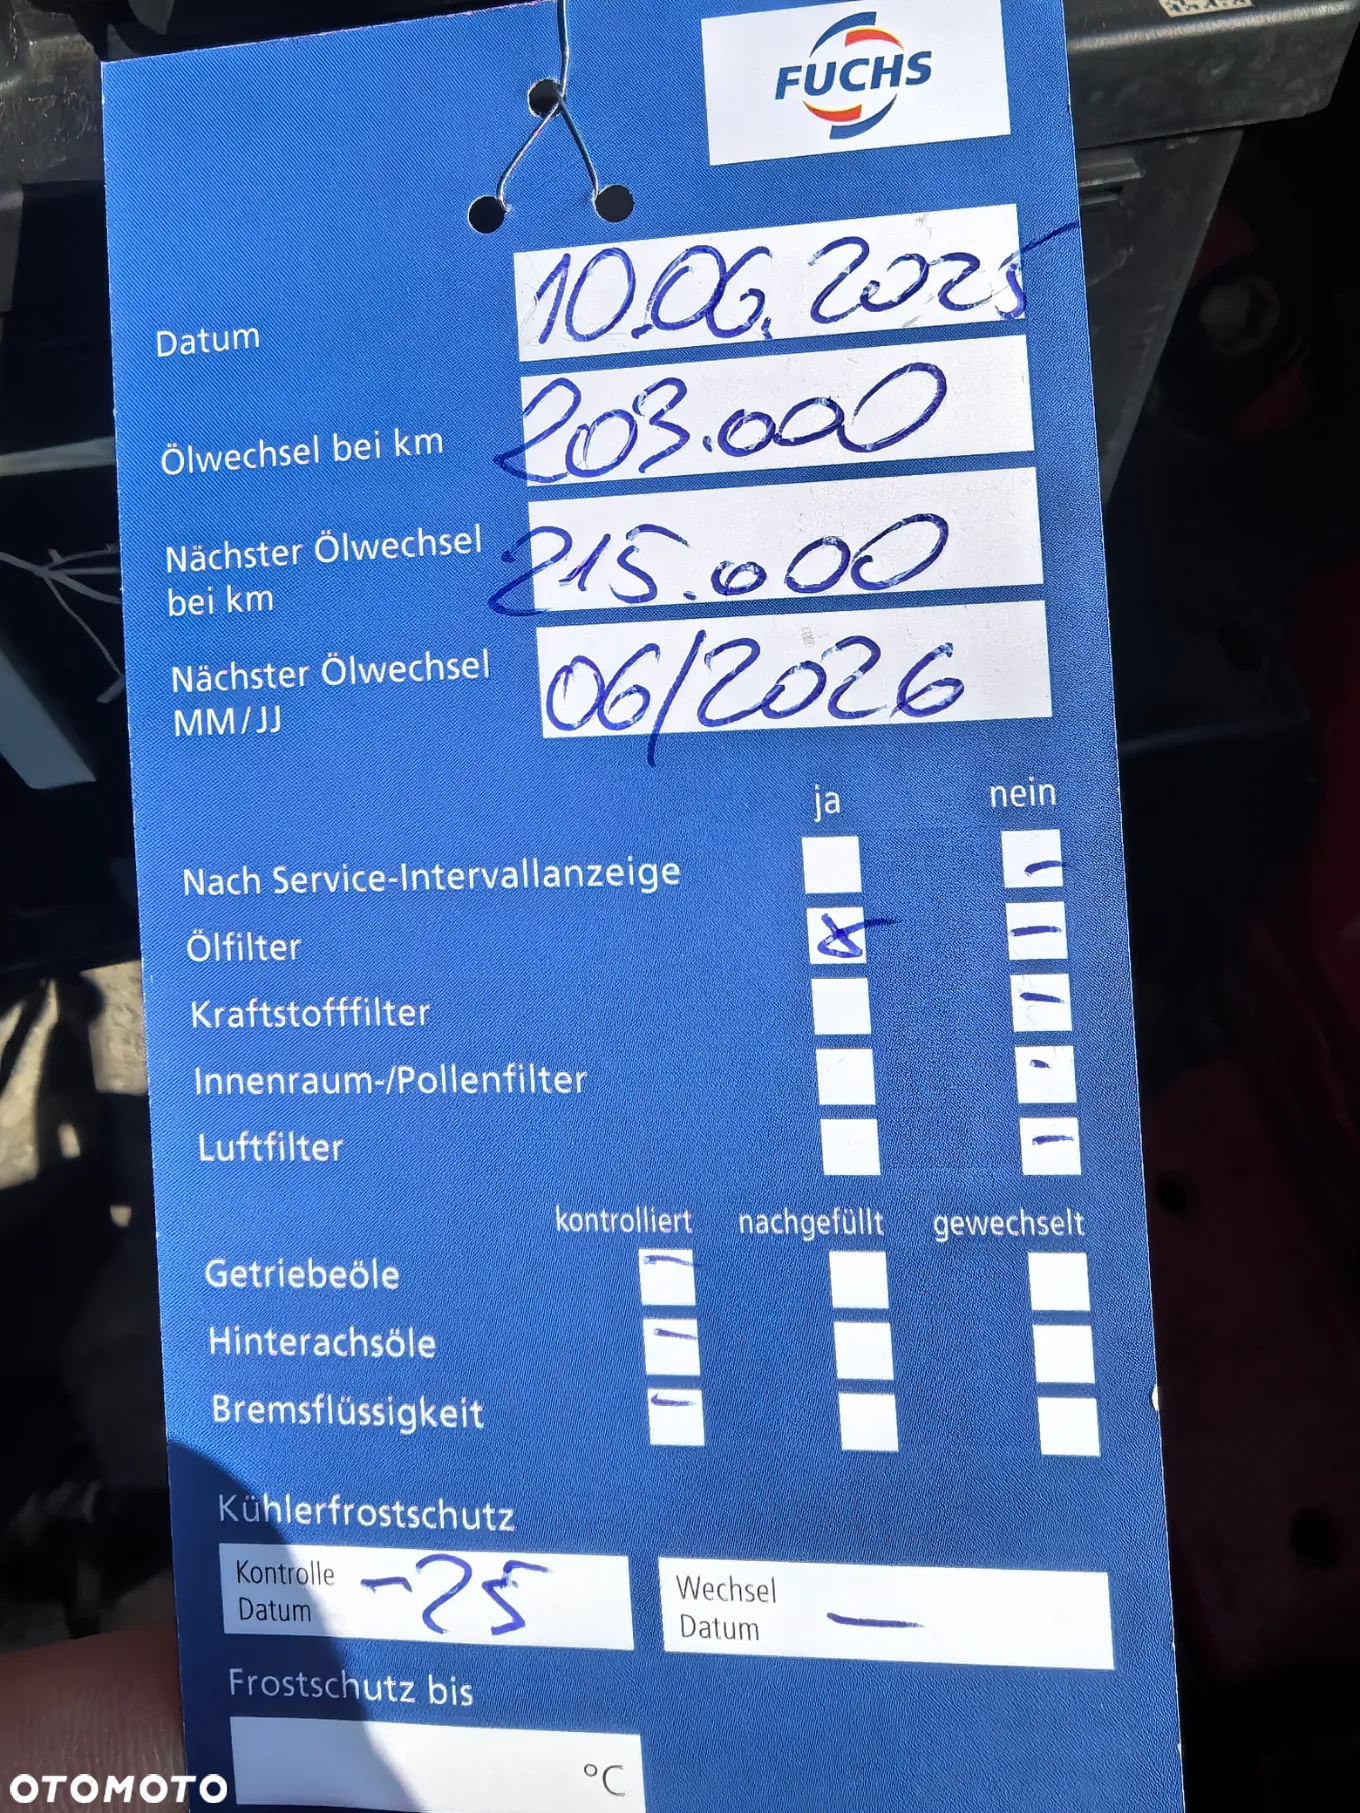 FUCHS
Datum 10.06.2025
Ölwechsel bei km 203.000
Nächster Ölwechsel
bei km 215.000
Nächster Ölwechsel
MM/JJ 06/2026
ja nein
Nach Service-Intervallanzeige –
Ölfilter x –
Kraftstofffilter –
Innenraum-/Pollenfilter -
Luftfilter –
kontrolliert nachgefüllt gewechselt
Getriebeöle –
Hinterachsöle –
Bremsflüssigkeit –
Kühlerfrostschutz
Kontrolle
Datum -25
Wechsel
Datum —
Frostschutz bis
°C
OTOMOTO